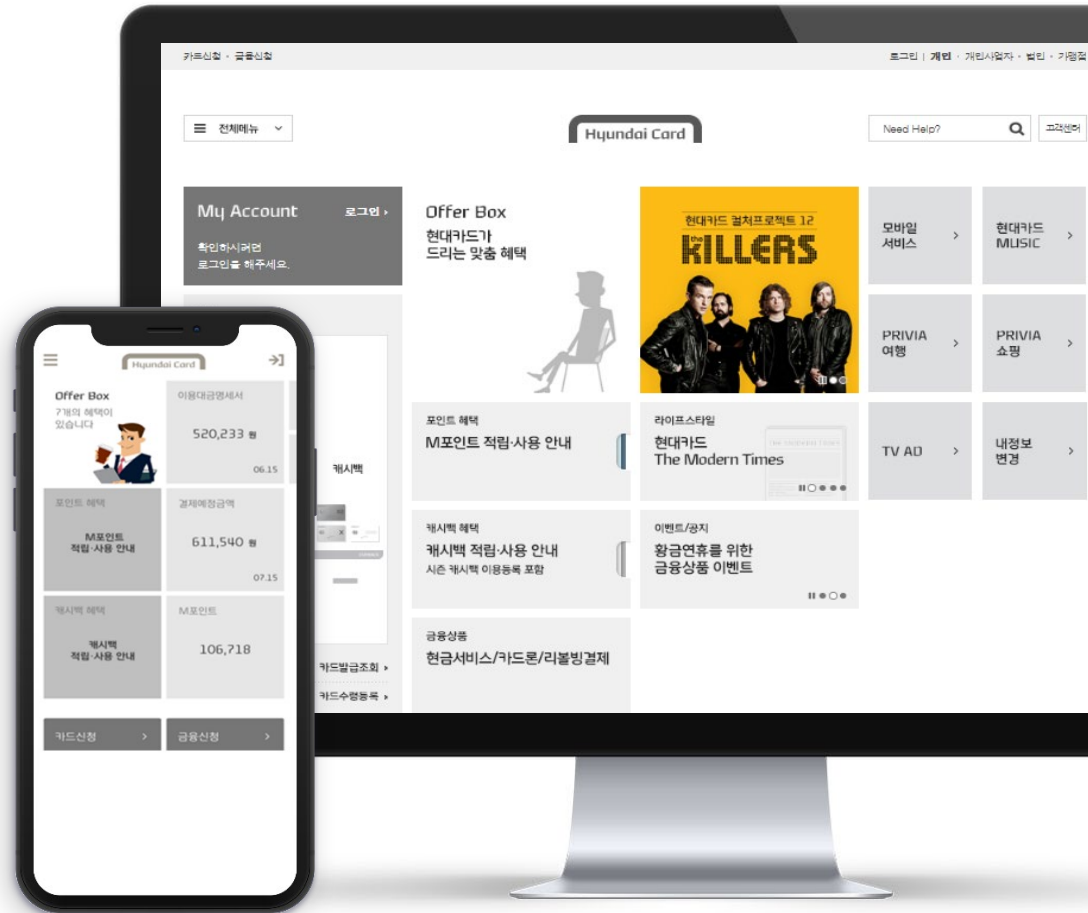 카드신청 · 금융신청
로그인 | 개인 · 개인사업자 · 법인 · 가맹점
전체메뉴
Hyundai Card
Need Help?
고객센터
My Account
로그인
확인하시려면
로그인을 해주세요.
Offer Box
현대카드가
드리는 맞춤 혜택
현대카드 컬처프로젝트 12
the KILLERS
모바일
서비스
현대카드
MUSIC
PRIVIA
여행
PRIVIA
쇼핑
TV AD
내정보
변경
포인트 혜택
M포인트 적립·사용 안내
라이프스타일
현대카드
The Modern Times
캐시백 혜택
캐시백 적립·사용 안내
시즌 캐시백 이용등록 포함
이벤트/공지
황금연휴를 위한
금융상품 이벤트
금융상품
현금서비스/카드론/리볼빙결제
캐시백
카드발급조회
카드수령등록
Hyundai Card
Offer Box
7개의 혜택이
있습니다
이용대금명세서
520,233 원
06.15
포인트 혜택
M포인트
적립·사용 안내
결제예정금액
611,540 원
07.15
캐시백 혜택
캐시백
적립·사용 안내
M포인트
106,718
카드신청
금융신청